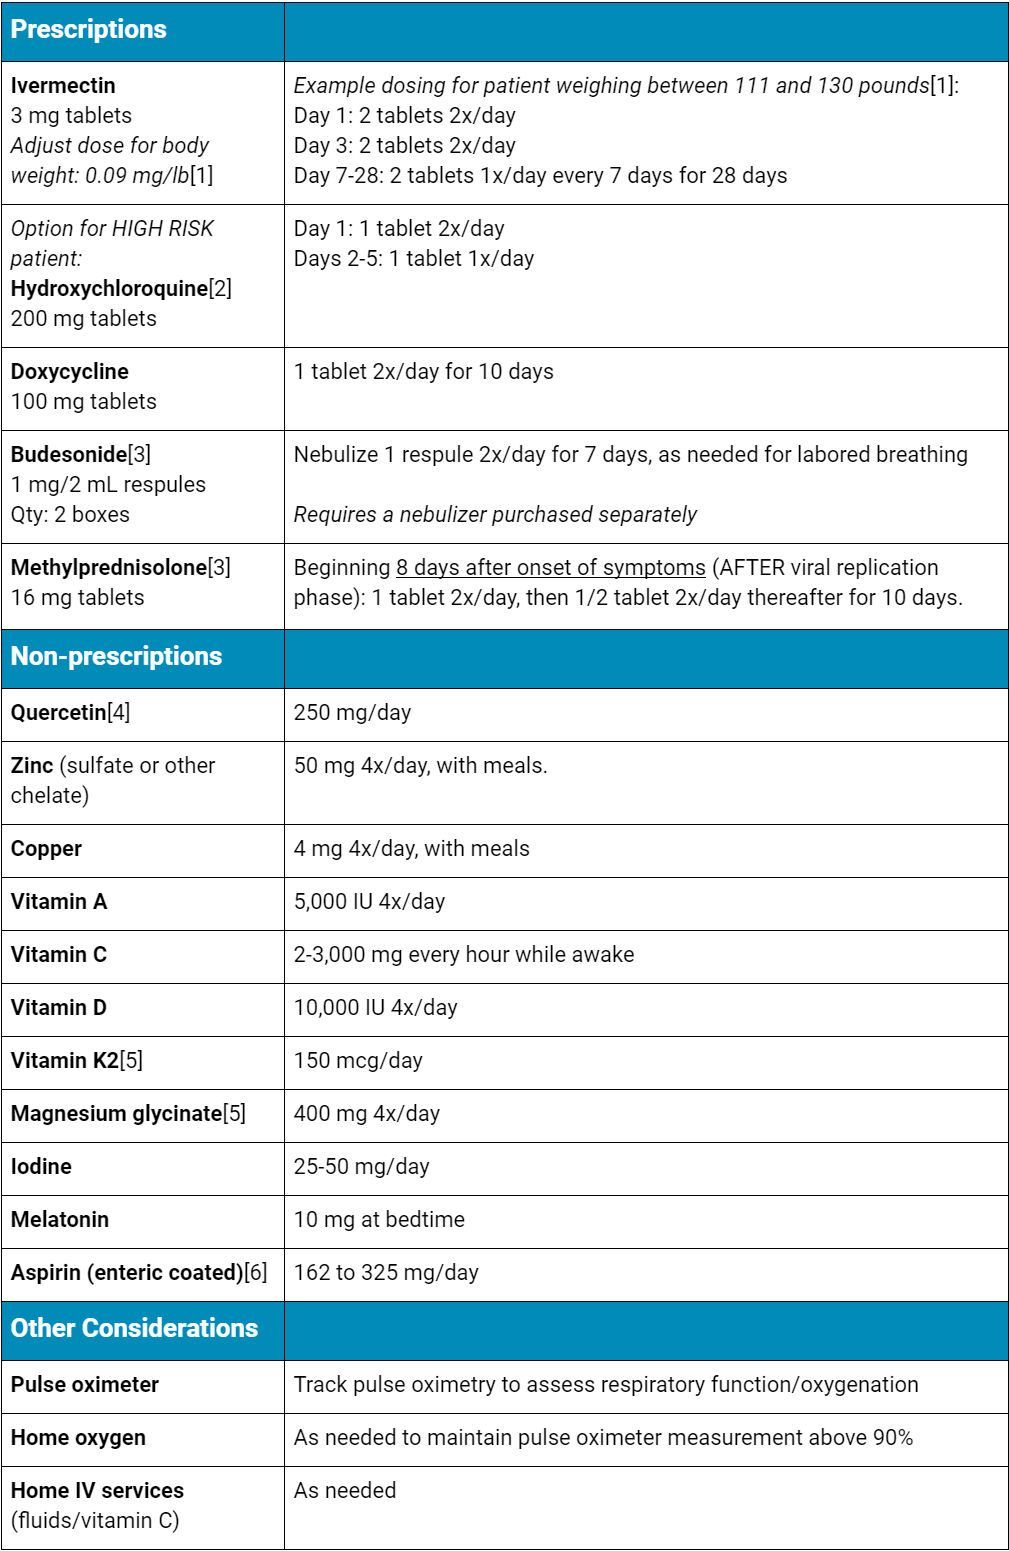 Prescriptions
Ivermectin
3 mg tablets
Adjust dose for body
weight: 0.09 mg/lb[1]
Example dosing for patient weighing between 111 and 130 pounds[1]:
Day 1: 2 tablets 2x/day
Day 3: 2 tablets 2x/day
Day 7-28: 2 tablets 1x/day every 7 days for 28 days
Option for HIGH RISK
patient:
Hydroxychloroquine[2]
200 mg tablets
Day 1: 1 tablet 2x/day
Days 2-5: 1 tablet 1x/day
Doxycycline
100 mg tablets
1 tablet 2x/day for 10 days
Budesonide[3]
1 mg/2 mL respules
Qty: 2 boxes
Nebulize 1 respule 2x/day for 7 days, as needed for labored breathing
Requires a nebulizer purchased separately
Methylprednisolone[3]
16 mg tablets
Beginning 8 days after onset of symptoms (AFTER viral replication
phase): 1 tablet 2x/day, then 1/2 tablet 2x/day thereafter for 10 days.
Non-prescriptions
Quercetin[4]
250 mg/day
Zinc (sulfate or other
chelate)
50 mg 4x/day, with meals.
Copper
4 mg 4x/day, with meals
Vitamin A
5,000 IU 4x/day
Vitamin C
2-3,000 mg every hour while awake
Vitamin D
10,000 IU 4x/day
Vitamin K2[5]
150 mcg/day
Magnesium glycinate[5]
400 mg 4x/day
Iodine
25-50 mg/day
Melatonin
10 mg at bedtime
Aspirin (enteric coated)[6]
162 to 325 mg/day
Other Considerations
Pulse oximeter
Track pulse oximetry to assess respiratory function/oxygenation
Home oxygen
As needed to maintain pulse oximeter measurement above 90%
Home IV services
(fluids/vitamin C)
As needed